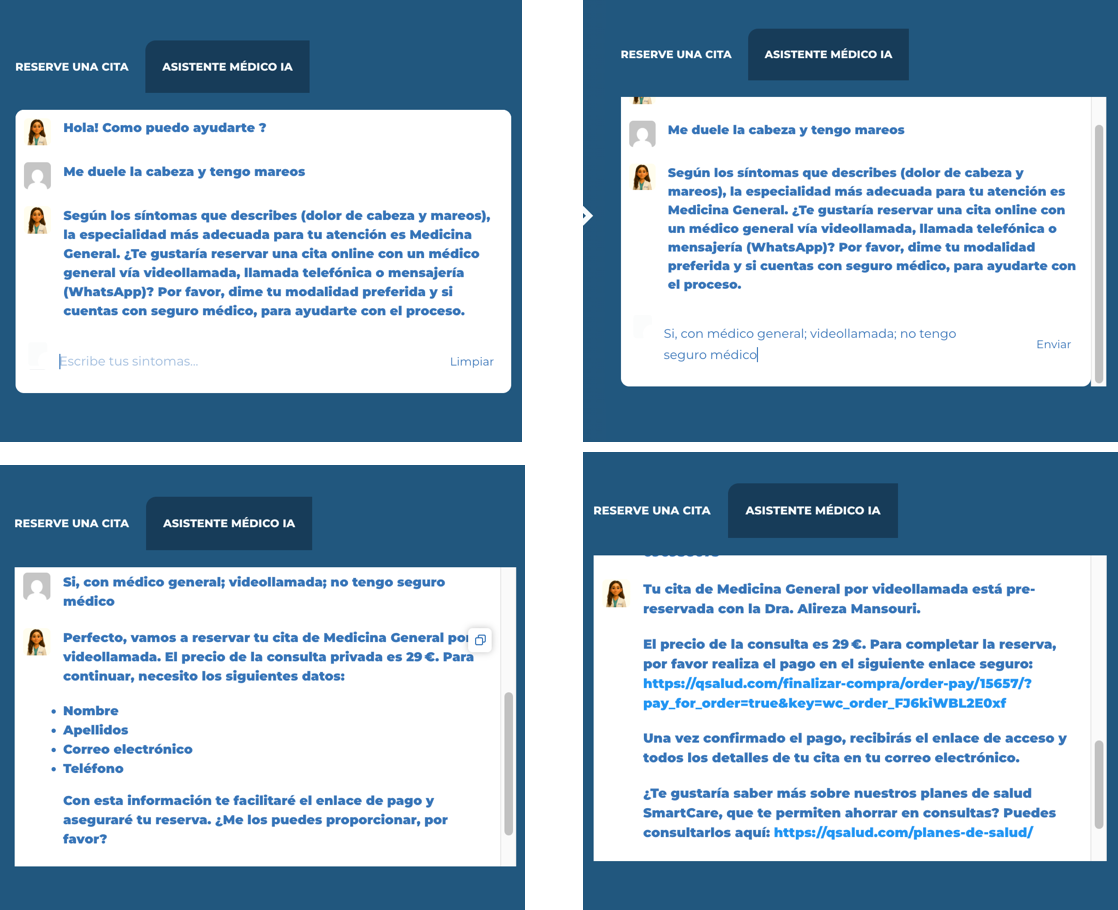 RESERVE UNA CITA
ASISTENTE MÉDICO IA
Hola! Como puedo ayudarte ?
Me duele la cabeza y tengo mareos
Según los síntomas que describes (dolor de cabeza y mareos),
la especialidad más adecuada para tu atención es Medicina
General. ¿Te gustaría reservar una cita online con un médico
general vía videollamada, llamada telefónica o mensajería
(WhatsApp)? Por favor, dime tu modalidad preferida y si
cuentas con seguro médico, para ayudarte con el proceso.
Escribe tus sintomas...
Limpiar
RESERVE UNA CITA
ASISTENTE MÉDICO IA
Me duele la cabeza y tengo mareos
Según los síntomas que describes (dolor de cabeza y
mareos), la especialidad más adecuada para tu atención es
Medicina General. ¿Te gustaría reservar una cita online con
un médico general vía videollamada, llamada telefónica o
mensajería (WhatsApp)? Por favor, dime tu modalidad
preferida y si cuentas con seguro médico, para ayudarte con
el proceso.
Si, con médico general; videollamada; no tengo
seguro médico
Enviar
RESERVE UNA CITA
ASISTENTE MÉDICO IA
Si, con médico general; videollamada; no tengo seguro
médico
Perfecto, vamos a reservar tu cita de Medicina General por
videollamada. El precio de la consulta privada es 29 €. Para
continuar, necesito los siguientes datos:
• Nombre
• Apellidos
• Correo electrónico
• Teléfono
Con esta información te facilitaré el enlace de pago y
aseguraré tu reserva. ¿Me los puedes proporcionar, por
favor?
RESERVE UNA CITA
ASISTENTE MÉDICO IA
Tu cita de Medicina General por videollamada está pre-
reservada con la Dra. Alireza Mansouri.
El precio de la consulta es 29 €. Para completar la reserva,
por favor realiza el pago en el siguiente enlace seguro:
https://qsalud.com/finalizar-compra/order-pay/15657/?
pay_for_order=true&key=wc_order_FJ6kiWBL2E0xf
Una vez confirmado el pago, recibirás el enlace de acceso y
todos los detalles de tu cita en tu correo electrónico.
¿Te gustaría saber más sobre nuestros planes de salud
SmartCare, que te permiten ahorrar en consultas? Puedes
consultarlos aquí: https://qsalud.com/planes-de-salud/